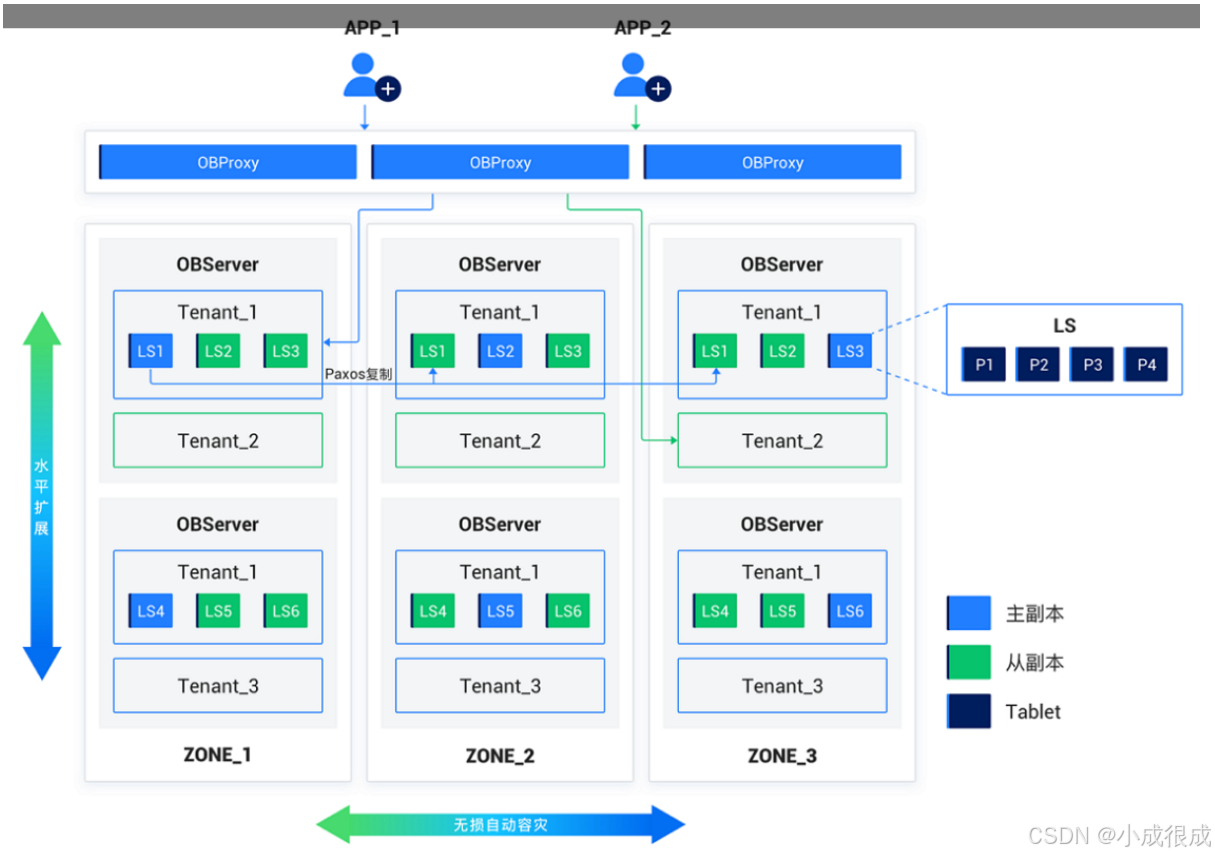 APP_1
APP_2
OBProxy
OBProxy
OBProxy
OBServer
OBServer
OBServer
Tenant_1
LS1 LS2 LS3
Tenant_1
LS1 LS2 LS3
Tenant_1
LS1 LS2 LS3
LS
P1 P2 P3 P4
Paxos复制
Tenant_2
Tenant_2
Tenant_2
水平扩展
OBServer
OBServer
OBServer
Tenant_1
LS4 LS5 LS6
Tenant_1
LS4 LS5 LS6
Tenant_1
LS4 LS5 LS6
Tenant_3
Tenant_3
Tenant_3
ZONE_1
ZONE_2
ZONE_3
主副本
从副本
Tablet
无损自动容灾
CSDN @小成很成